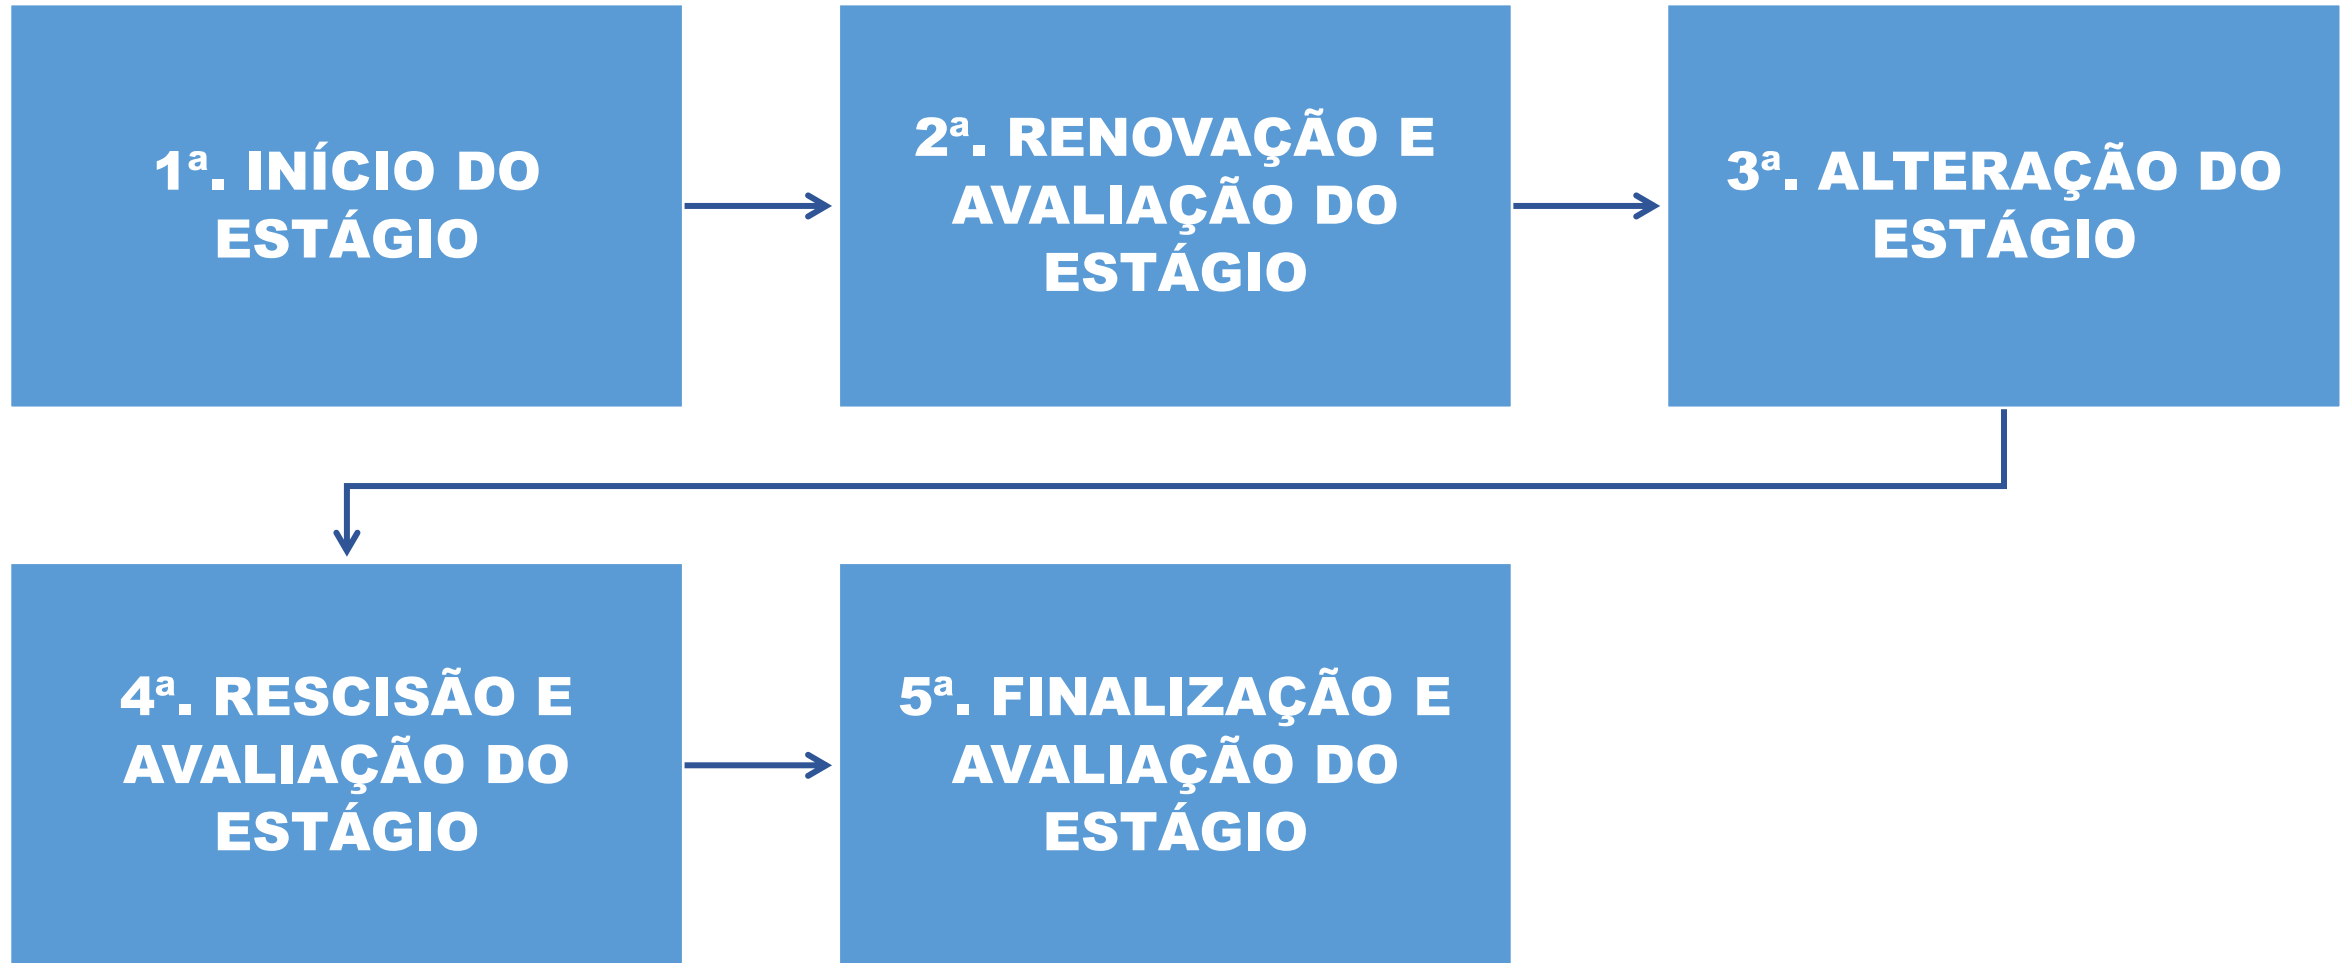 1ª. INÍCIO DO
ESTÁGIO
2ª. RENOVAÇÃO E
AVALIAÇÃO DO
ESTÁGIO
3ª. ALTERAÇÃO DO
ESTÁGIO
4ª. RESCISÃO E
AVALIAÇÃO DO
ESTÁGIO
5ª. FINALIZAÇÃO E
AVALIAÇÃO DO
ESTÁGIO